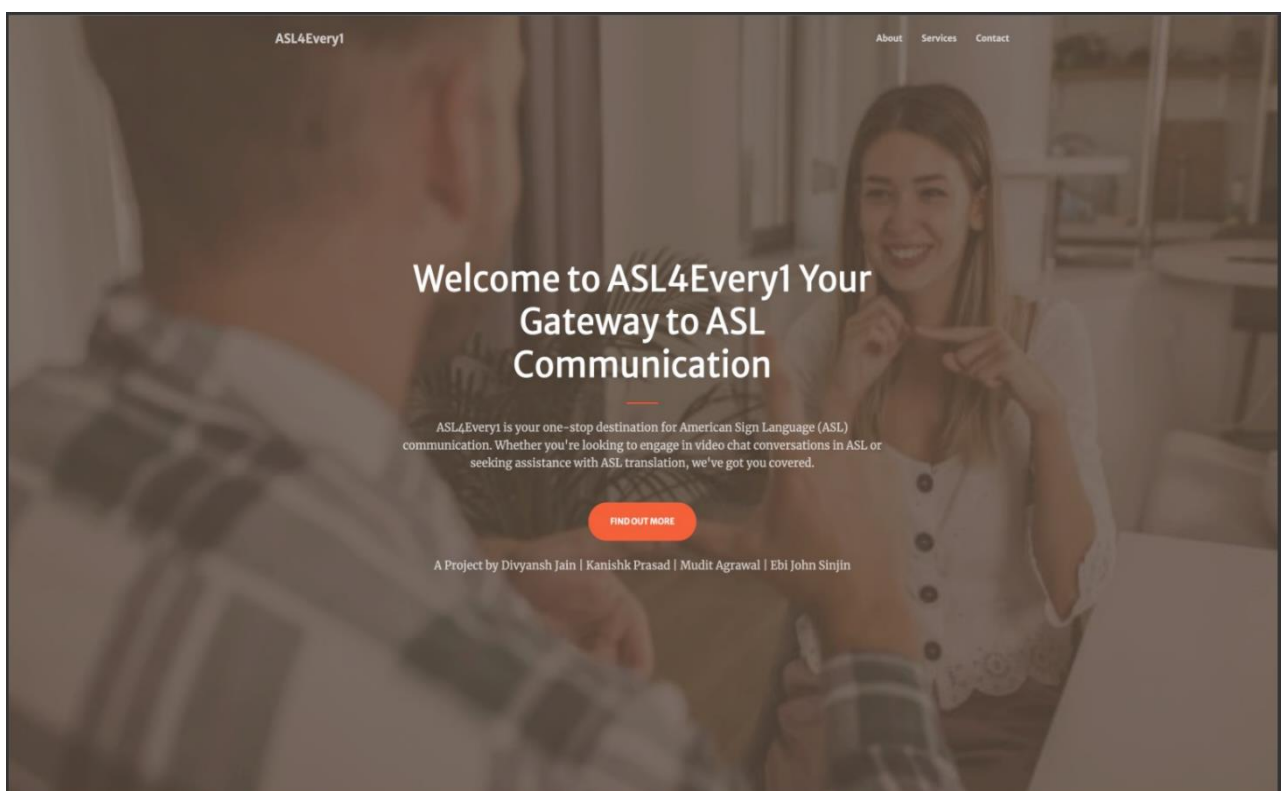 ASL4Every1
About Services Contact
Welcome to ASL4Every1 Your
Gateway to ASL
Communication
ASL4Every1 is your one-stop destination for American Sign Language (ASL)
communication. Whether you're looking to engage in video chat conversations in ASL or
seeking assistance with ASL translation, we've got you covered.
FIND OUT MORE
A Project by Divyansh Jain | Kanishk Prasad | Mudit Agrawal | Ebi John Sinjin